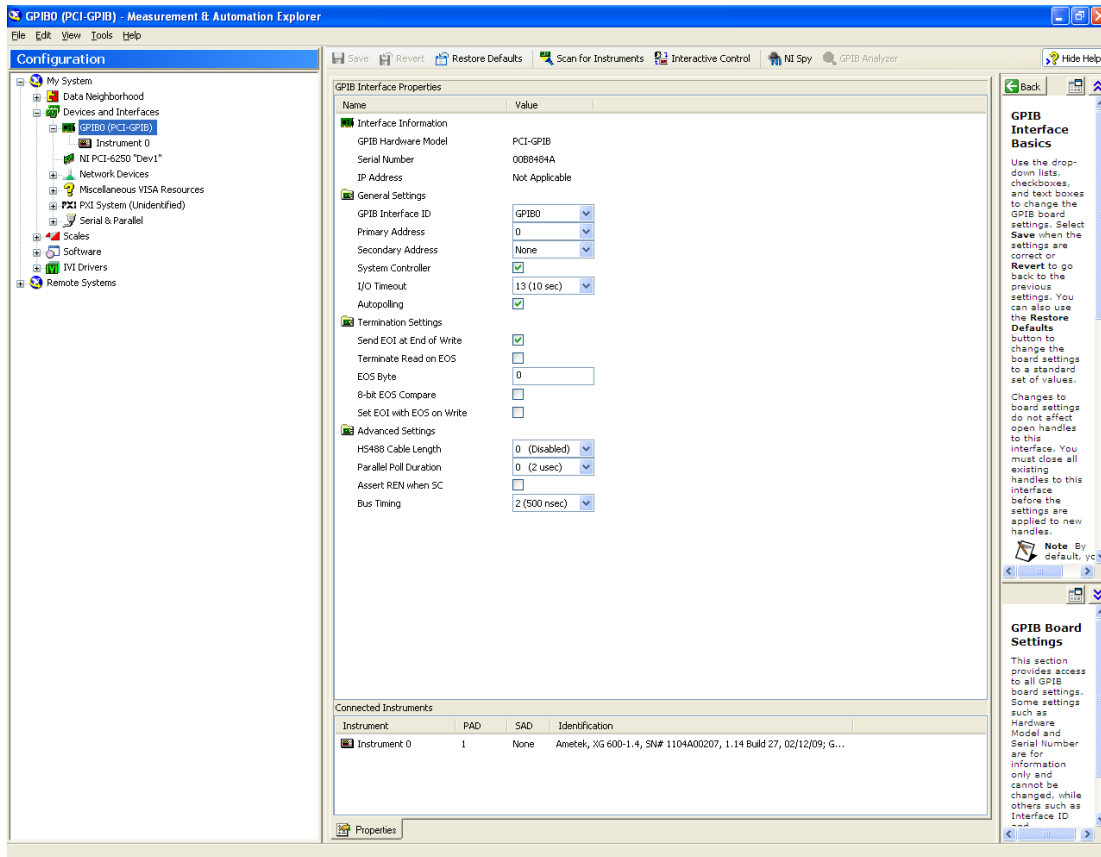 GPIB0 (PCI-GPIB) - Measurement & Automation Explorer
File Edit View Tools Help
Configuration
My System
Data Neighborhood
Devices and Interfaces
GPIB0 (PCI-GPIB)
Instrument 0
NI PCI-6250 "Dev1"
Network Devices
Miscellaneous VISA Resources
PXI PXI System (Unidentified)
Serial & Parallel
Scales
Software
IVI Drivers
Remote Systems
Save Revert Restore Defaults Scan for Instruments Interactive Control NI Spy GPIB Analyzer Hide Help
GPIB Interface Properties
Name Value
Interface Information
GPIB Hardware Model PCI-GPIB
Serial Number 00B8484A
IP Address Not Applicable
General Settings
GPIB Interface ID GPIB0
Primary Address 0
Secondary Address None
System Controller
I/O Timeout 13 (10 sec)
Autopolling
Termination Settings
Send EOI at End of Write
Terminate Read on EOS
EOS Byte 0
8-bit EOS Compare
Set EOI with EOS on Write
Advanced Settings
HS488 Cable Length 0 (Disabled)
Parallel Poll Duration 0 (2 usec)
Assert REN when SC
Bus Timing 2 (500 nsec)
Connected Instruments
Instrument PAD SAD Identification
Instrument 0 1 None Ametek, XG 600-1.4, SN# 1104A00207, 1.14 Build 27, 02/12/09; G...
Properties
Back
GPIB
Interface
Basics
Use the drop-
down lists,
checkboxes,
and text boxes
to change the
GPIB board
settings. Select
Save when the
settings are
correct or
Revert to go
back to the
previous
settings. You
can also use
the Restore
Defaults
button to
change the
board settings
to a standard
set of values.
Changes to
board settings
do not affect
open handles
to this
interface. You
must close all
existing
handles to this
interface
before the
settings are
applied to new
handles.
Note By
default, yo
GPIB Board
Settings
This section
provides access
to all GPIB
board settings.
Some settings
such as
Hardware
Model and
Serial Number
are for
information
only and
cannot be
changed, while
others such as
Interface ID
and